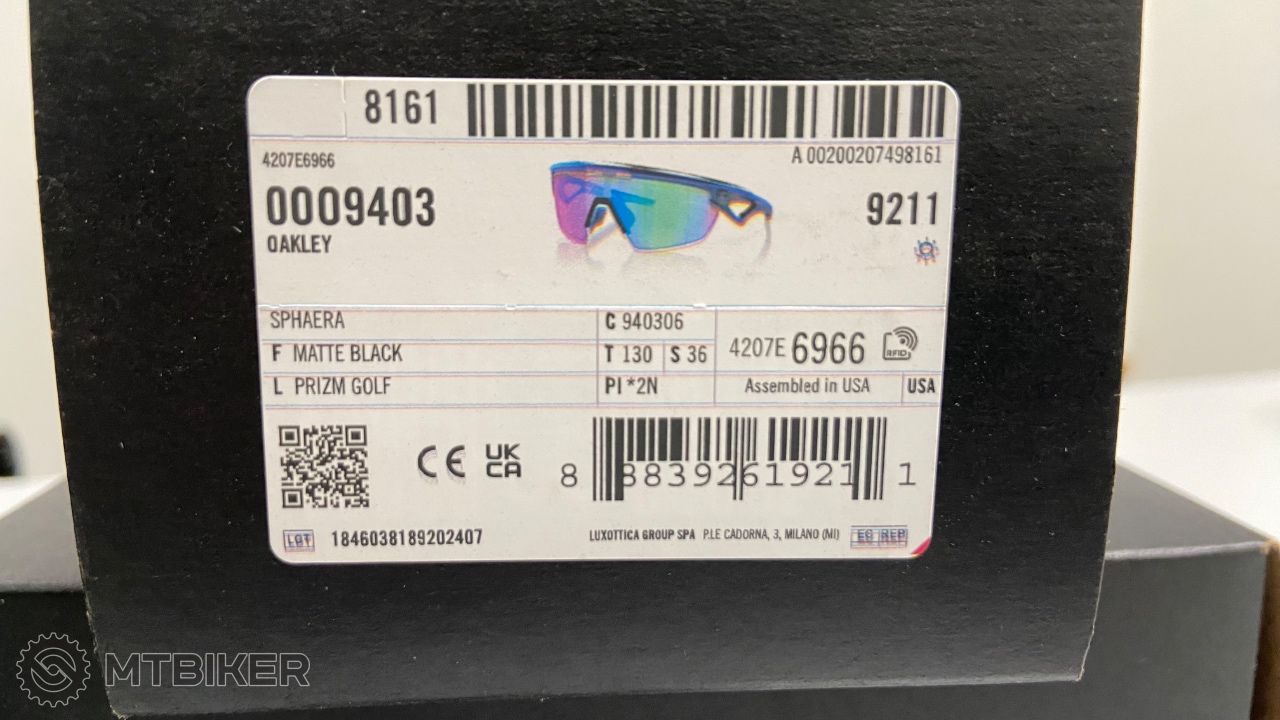 8161
A 00200207498161
4207E6966
0009403
9211
OAKLEY
SPHAERA
C 940306
F MATTE BLACK
T 130
S 36
4207E 6966
RFID
L PRIZM GOLF
PI *2N
Assembled in USA
USA
CE
UK
CA
8 88392619211 1
LOT
1846038189202407
LUXOTTICA GROUP SPA P.LE CADORNA, 3, MILANO (MI)
EC REP
MTBIKER